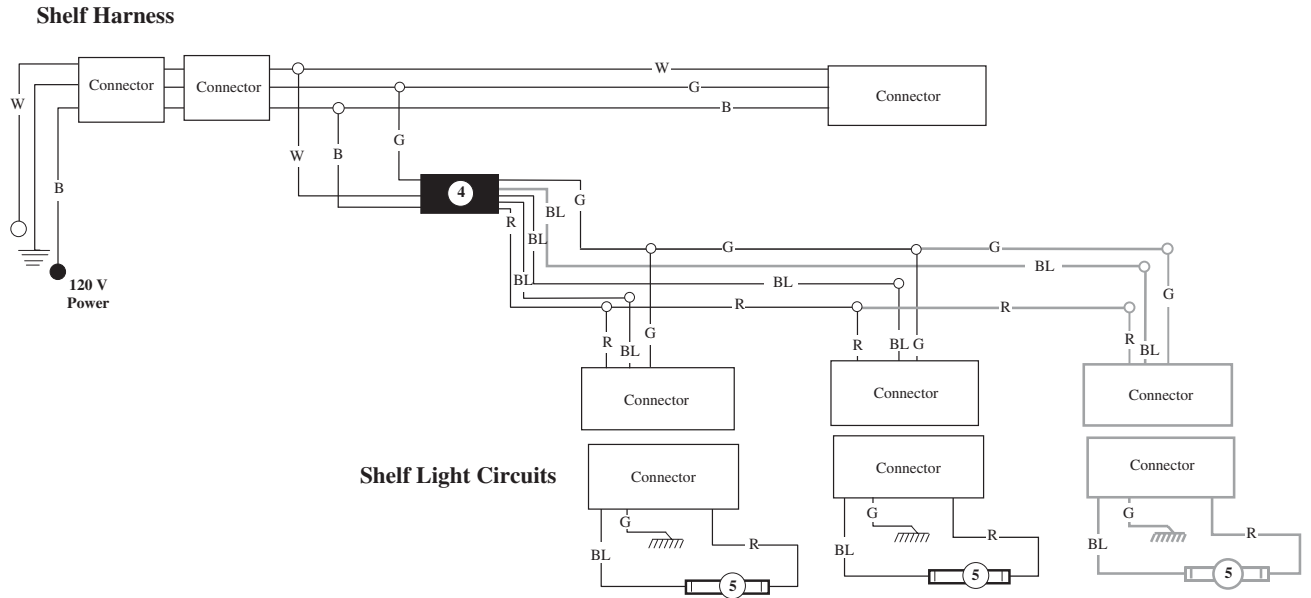 Shelf Harness
W
G
B
Connector
Connector
Connector
W
B
120 V
Power
W
B
G
4
R
BL
BL
BL
G
G
G
BL
BL
R
R
R
BL
G
R
BL
G
R
BL
G
Connector
Connector
Connector
Shelf Light Circuits
Connector
Connector
Connector
G
BL
R
5
G
BL
R
5
G
BL
R
5